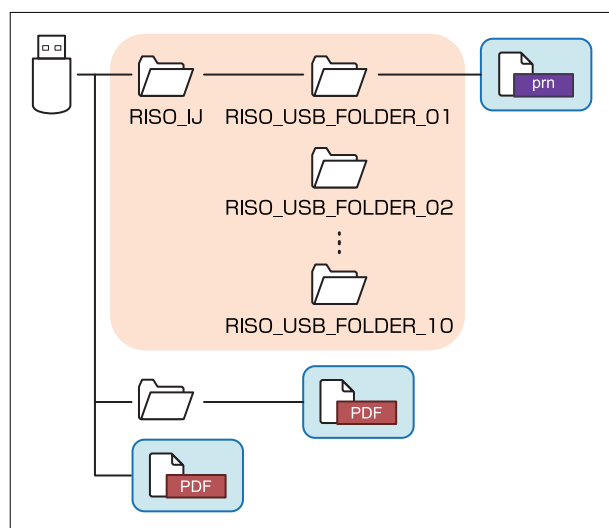 prn
RISO_IJ
RISO_USB_FOLDER_01
RISO_USB_FOLDER_02
RISO_USB_FOLDER_10
PDF
PDF